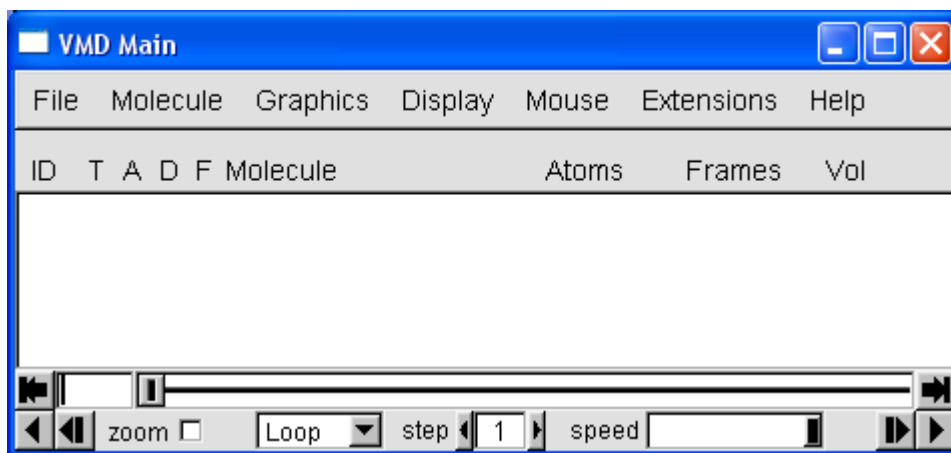 VMD Main
File Molecule Graphics Display Mouse Extensions Help
ID T A D F Molecule Atoms Frames Vol
zoom Loop step 1 speed